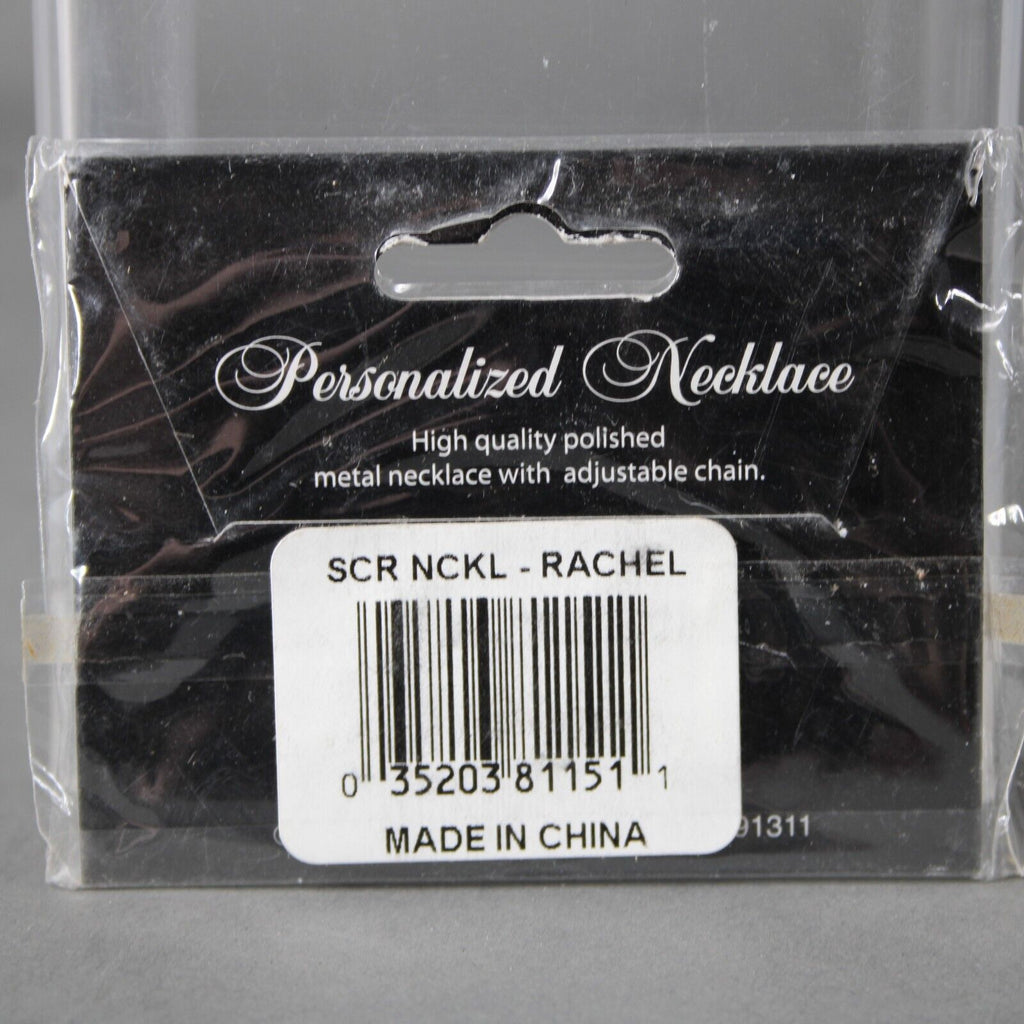 Personalized Necklace
High quality polished
metal necklace with adjustable chain.
SCR NCKL - RACHEL
0 35203 81151 1
MADE IN CHINA
91311